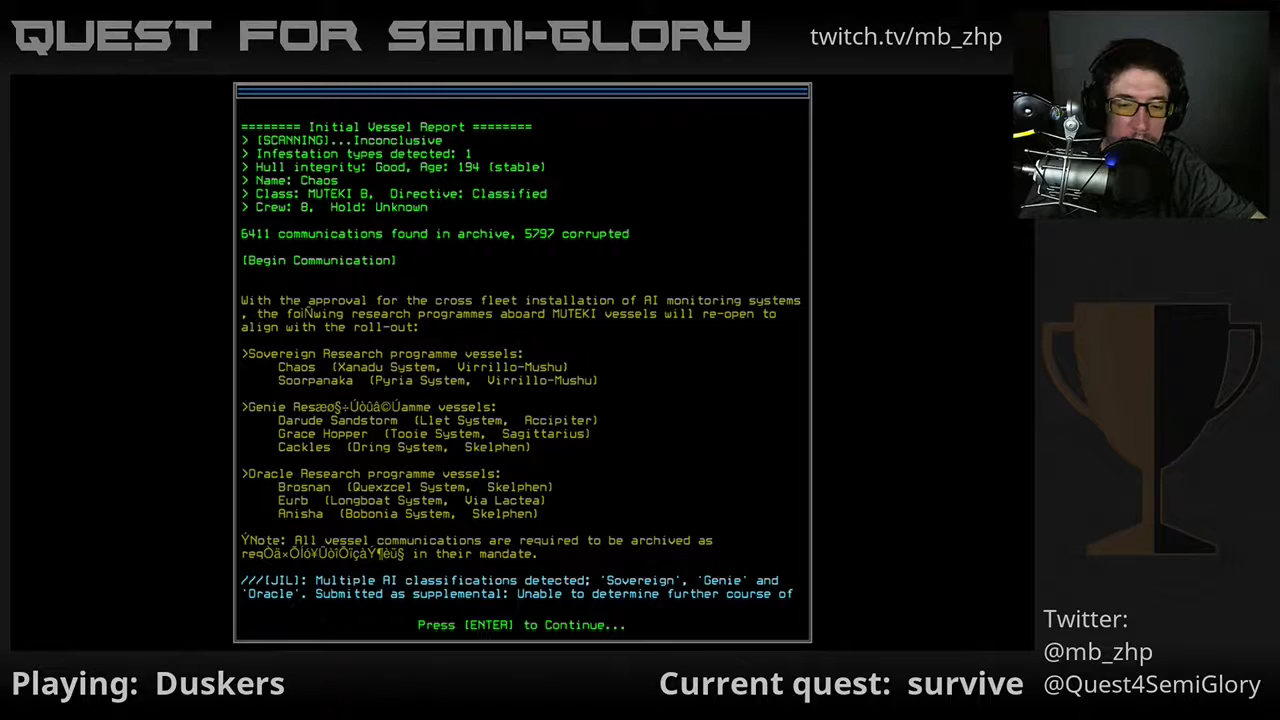 QUEST FOR SEMI-GLORY
twitch.tv/mb_zhp
======== Initial Vessel Report ========
> [SCANNING]...Inconclusive
> Infestation types detected: 1
> Hull integrity: Good, Age: 194 (stable)
> Name: Chaos
> Class: MUTEKI 8, Directive: Classified
> Crew: 8, Hold: Unknown
6411 communications found in archive, 5797 corrupted
[Begin Communication]
With the approval for the cross fleet installation of AI monitoring systems
, the foiÑwing research programmes aboard MUTEKI vessels will re-open to
align with the roll-out:
>Sovereign Research programme vessels:
Chaos (Xanadu System, Virrillo-Mushu)
Soorpanaka (Pyria System, Virrillo-Mushu)
>Genie Resæø§÷Úòûâ©Úamme vessels:
Darude Sandstorm (Llet System, Accipiter)
Grace Hopper (Tooie System, Sagittarius)
Cackles (Dring System, Skelphen)
>Oracle Research programme vessels:
Brosnan (Quexzcel System, Skelphen)
Eurb (Longboat System, Via Lactea)
Anisha (Bobonia System, Skelphen)
ÝNote: All vessel communications are required to be archived as
in their mandate.
///[JIL]: Multiple AI classifications detected; 'Sovereign', 'Genie' and
'Oracle'. Submitted as supplemental: Unable to determine further course of
Press [ENTER] to Continue...
Twitter:
@mb_zhp
@Quest4SemiGlory
Playing: Duskers
Current quest: survive